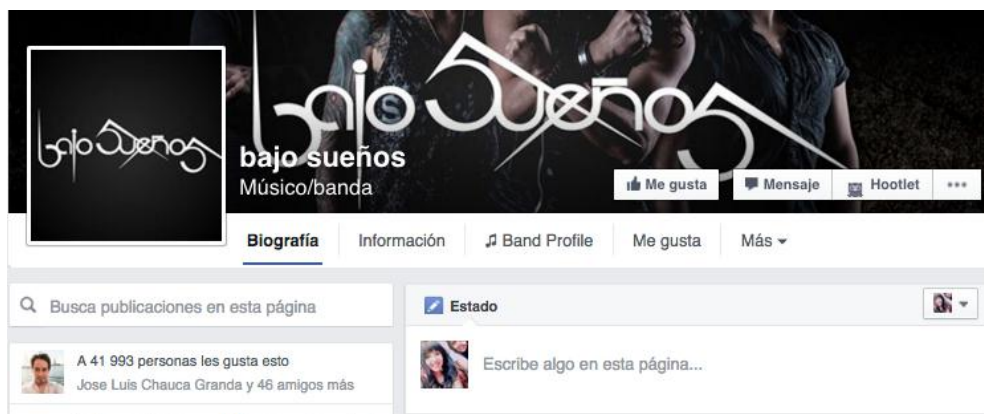 bajo sueños
bajo sueños
bajo sueños
Músico/banda
Me gusta
Mensaje
Hootlet
Biografía
Información
Band Profile
Me gusta
Más
Busca publicaciones en esta página
Estado
A 41 993 personas les gusta esto
Jose Luis Chauca Granda y 46 amigos más
Escribe algo en esta página...